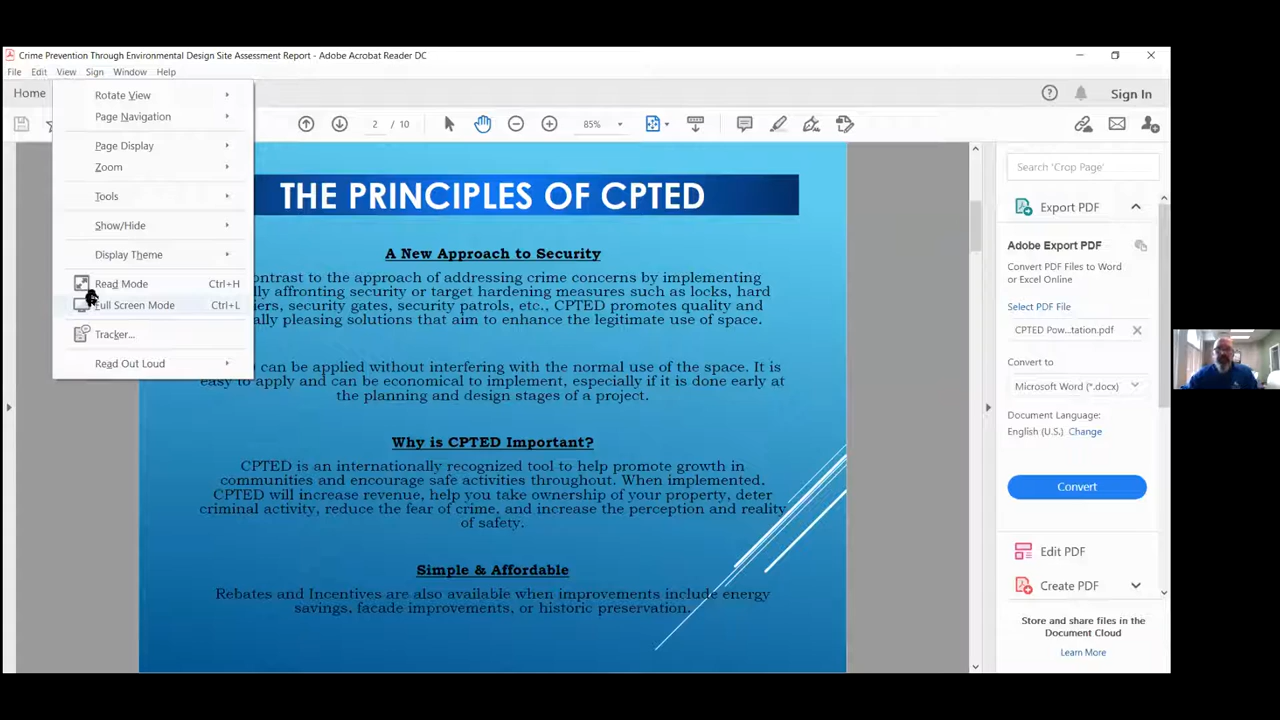 Crime Prevention Through Environmental Design Site Assessment Report - Adobe Acrobat Reader DC
File Edit View Sign Window Help
Home
Sign In
2 / 10
85%
Rotate View
Page Navigation
Page Display
Zoom
Tools
Show/Hide
Display Theme
Read Mode Ctrl+H
Full Screen Mode Ctrl+L
Tracker...
Read Out Loud
THE PRINCIPLES OF CPTED
A New Approach to Security
contrast to the approach of addressing crime concerns by implementing
affronting security or target hardening measures such as locks, hard
security gates, security patrols, etc., CPTED promotes quality and
pleasing solutions that aim to enhance the legitimate use of space.
can be applied without interfering with the normal use of the space. It is
easy to apply and can be economical to implement, especially if it is done early at
the planning and design stages of a project.
Why is CPTED Important?
CPTED is an internationally recognized tool to help promote growth in
communities and encourage safe activities throughout. When implemented.
CPTED will increase revenue, help you take ownership of your property, deter
criminal activity, reduce the fear of crime, and increase the perception and reality
of safety.
Simple & Affordable
Rebates and Incentives are also available when improvements include energy
savings, facade improvements, or historic preservation.
Search 'Crop Page'
Export PDF
Adobe Export PDF
Convert PDF Files to Word
or Excel Online
Select PDF File
CPTED Pow...tation.pdf
Convert to
Microsoft Word (*.docx)
Document Language:
English (U.S.) Change
Convert
Edit PDF
Create PDF
Store and share files in the
Document Cloud
Learn More